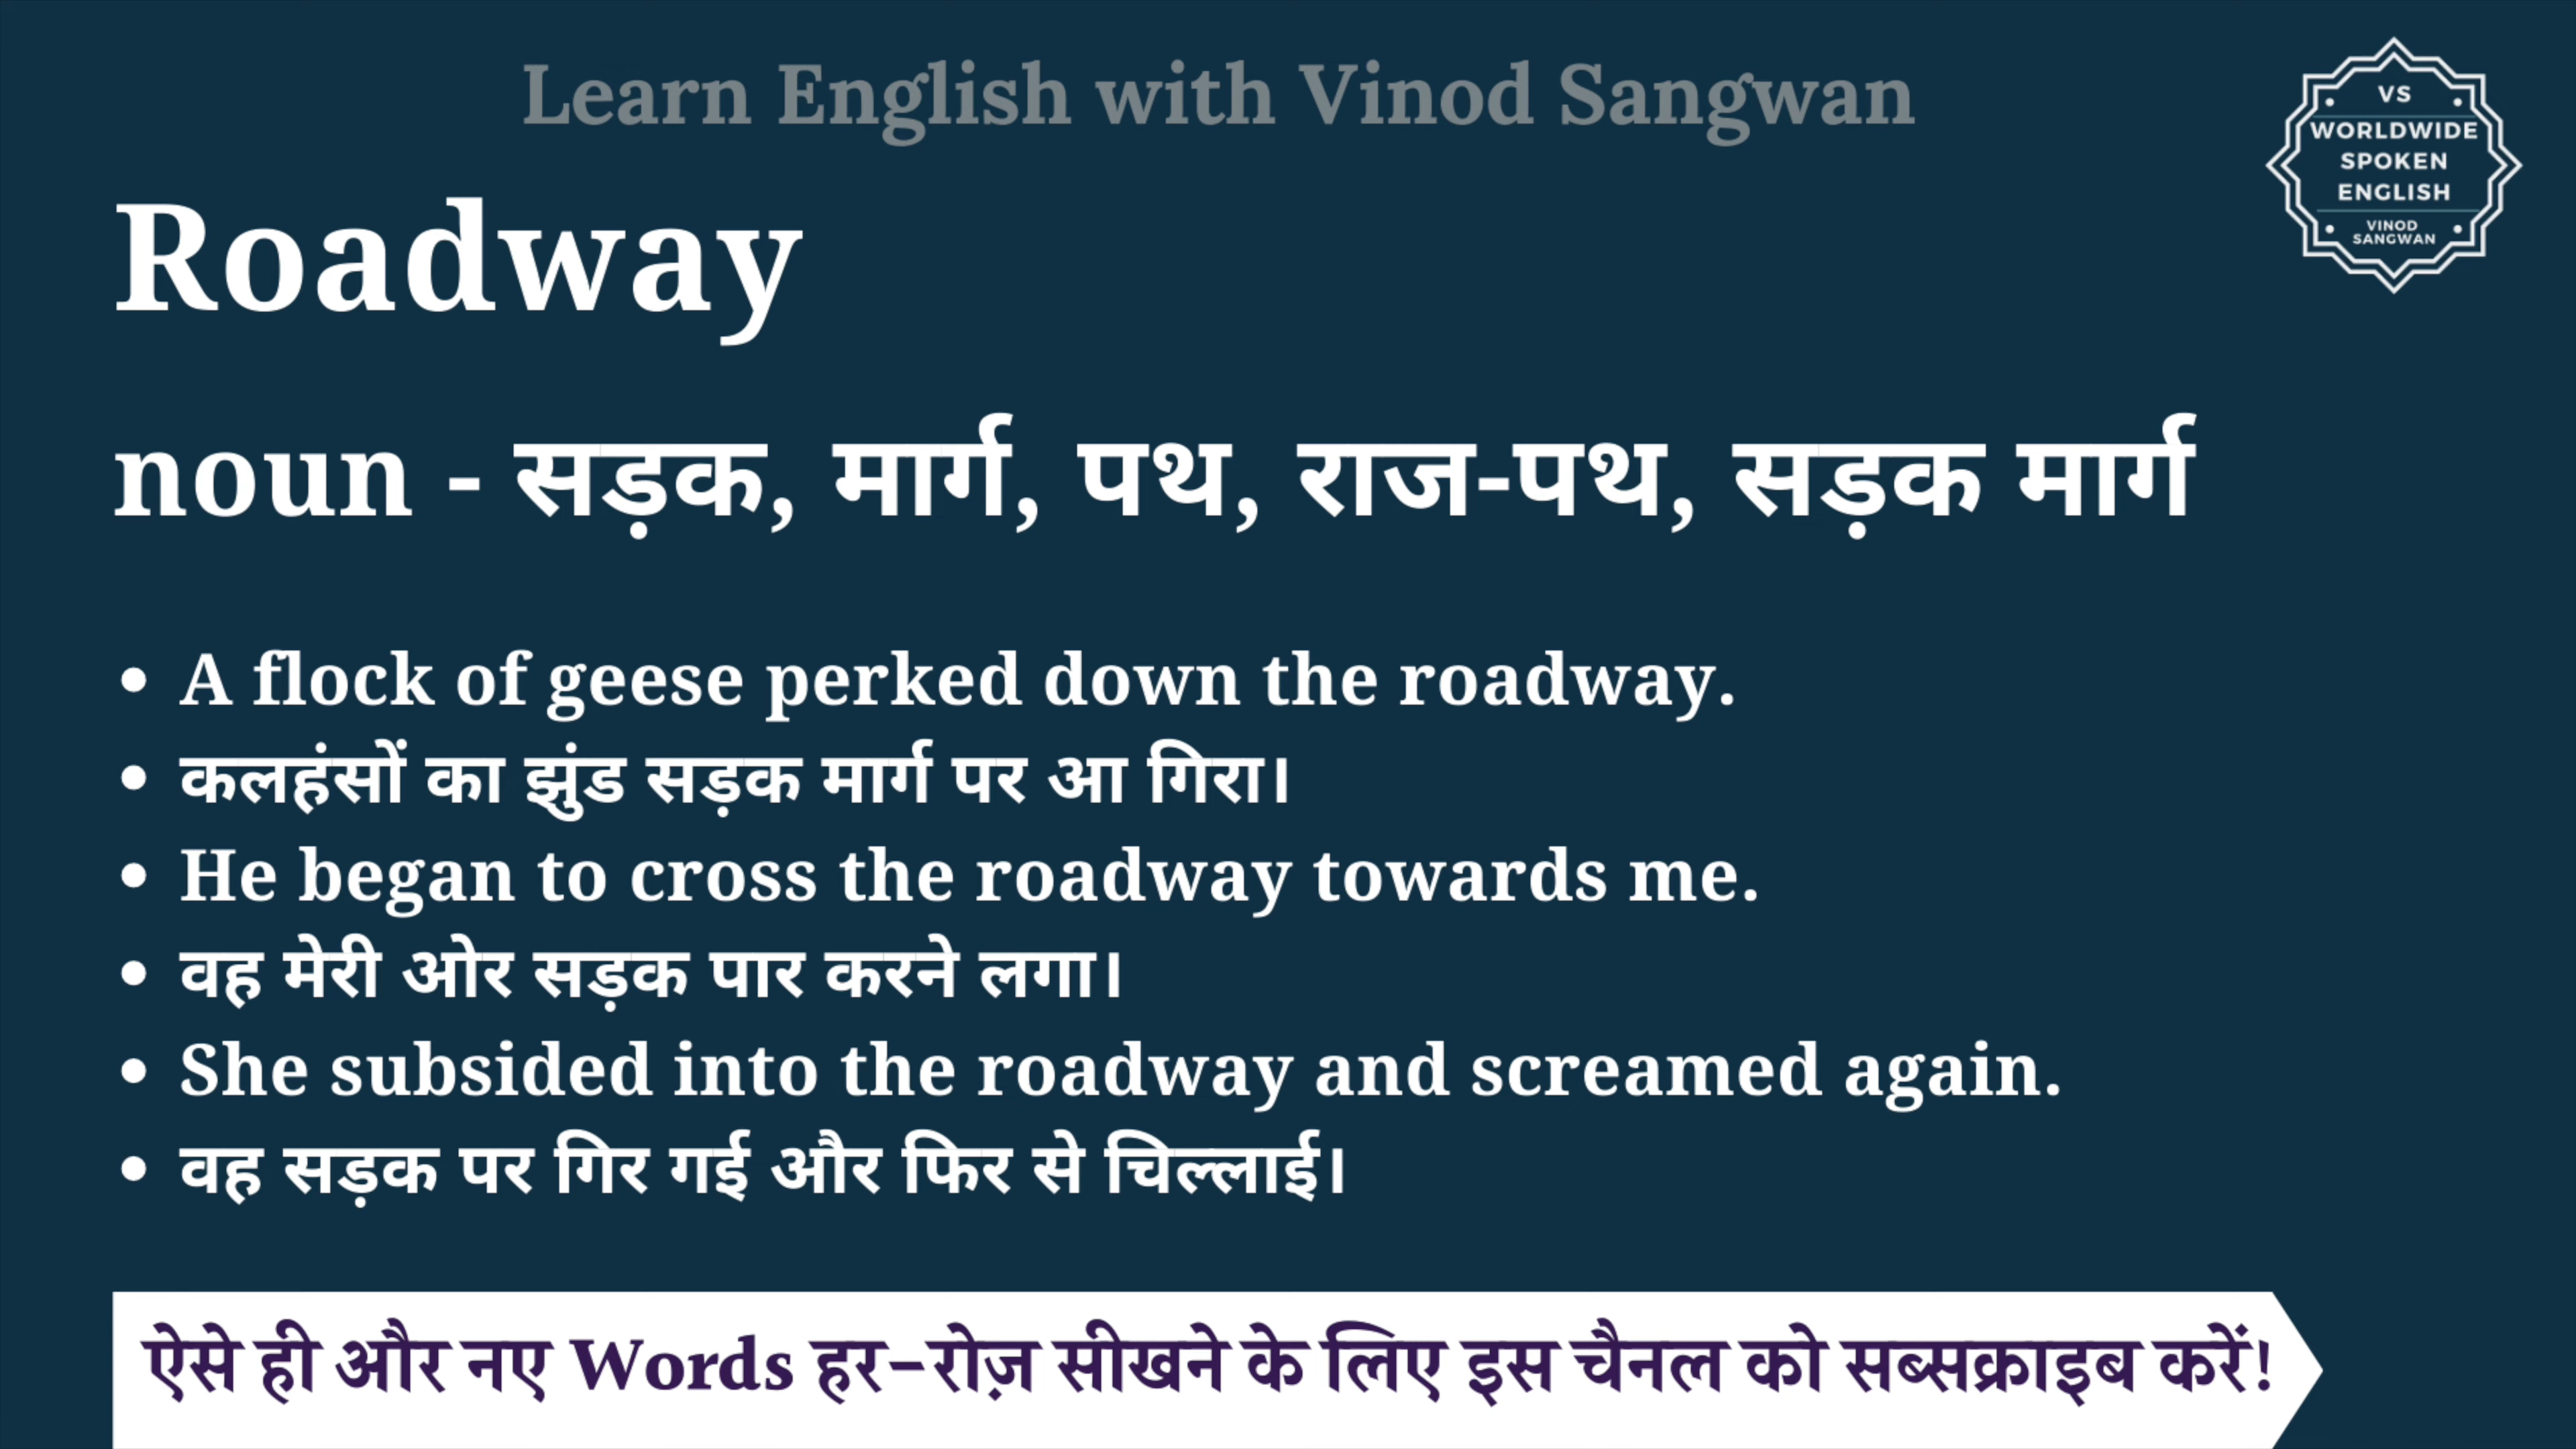 Learn English with Vinod Sangwan
VS
WORLDWIDE
SPOKEN
ENGLISH
VINOD
SANGWAN
Roadway
noun - सड़क, मार्ग, पथ, राज-पथ, सड़क मार्ग
• A flock of geese perked down the roadway.
• कलहंसों का झुंड सड़क मार्ग पर आ गिरा।
• He began to cross the roadway towards me.
• वह मेरी ओर सड़क पार करने लगा।
• She subsided into the roadway and screamed again.
• वह सड़क पर गिर गई और फिर से चिल्लाई।
ऐसे ही और नए Words हर-रोज़ सीखने के लिए इस चैनल को सब्सक्राइब करें!